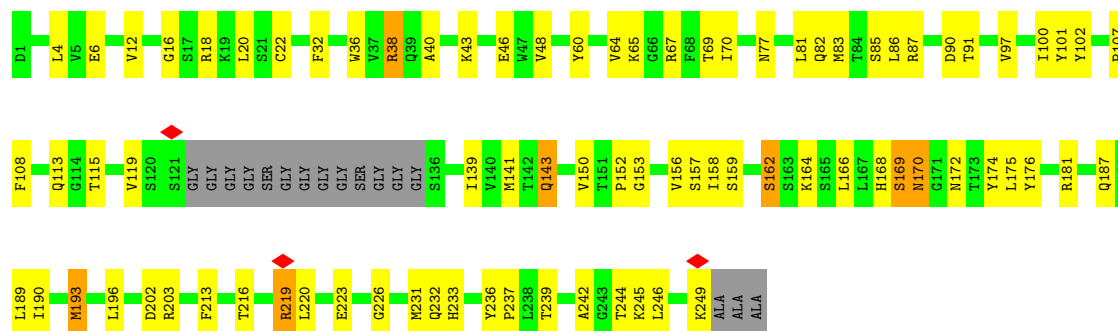 D1 L4 V5 E6 V12 G16 S17 R18 K19 L20 S21 C22 F32 W36 V37 R38 Q39 A40 K43 E46 W47 V48 Y60 V64 K65 G66 R67 F68 T69 I70 N77 L81 Q82 M83 T84 S85 L86 R87 D90 T91 V97 I100 Y101 Y102 R107
F108 Q113 G114 T115 V119 S120 S121 GLY GLY GLY GLY SER GLY GLY GLY GLY SER GLY GLY GLY S136 I139 V140 M141 T142 Q143 V150 T151 P152 G153 V156 S157 I158 S159 S162 S163 K164 S165 L166 L167 H168 S169 N170 G171 N172 T173 Y174 L175 Y176 R181 Q187
L189 I190 M193 L196 D202 R203 F213 T216 R219 L220 E223 G226 M231 Q232 H233 Y236 P237 L238 T239 A242 G243 T244 K245 L246 K249 ALA ALA ALA